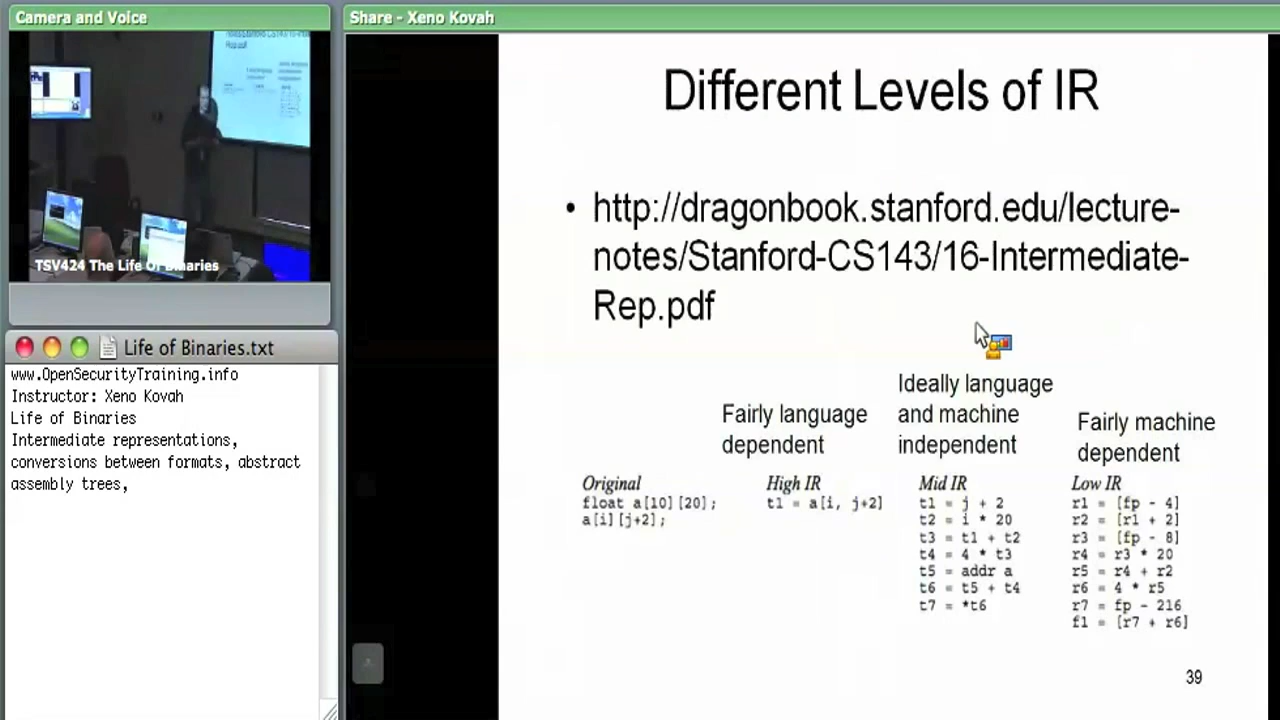 Camera and Voice
TSV424 The Life Of Binaries
Life of Binaries.txt
www.OpenSecurityTraining.info
Instructor: Xeno Kovah
Life of Binaries
Intermediate representations,
conversions between formats, abstract
assembly trees,
Share - Xeno Kovah
Different Levels of IR
• http://dragonbook.stanford.edu/lecture-
notes/Stanford-CS143/16-Intermediate-
Rep.pdf
Fairly language
dependent
Ideally language
and machine
independent
Fairly machine
dependent
Original
float a[10][20];
a[i][j+2];
High IR
t1 = a[i, j+2]
Mid IR
t1 = j + 2
t2 = i * 20
t3 = t1 + t2
t4 = 4 * t3
t5 = addr a
t6 = t5 + t4
t7 = *t6
Low IR
r1 = [fp - 4]
r2 = [r1 + 2]
r3 = [fp - 8]
r4 = r3 * 20
r5 = r4 + r2
r6 = 4 * r5
r7 = fp - 216
f1 = [r7 + r6]
39